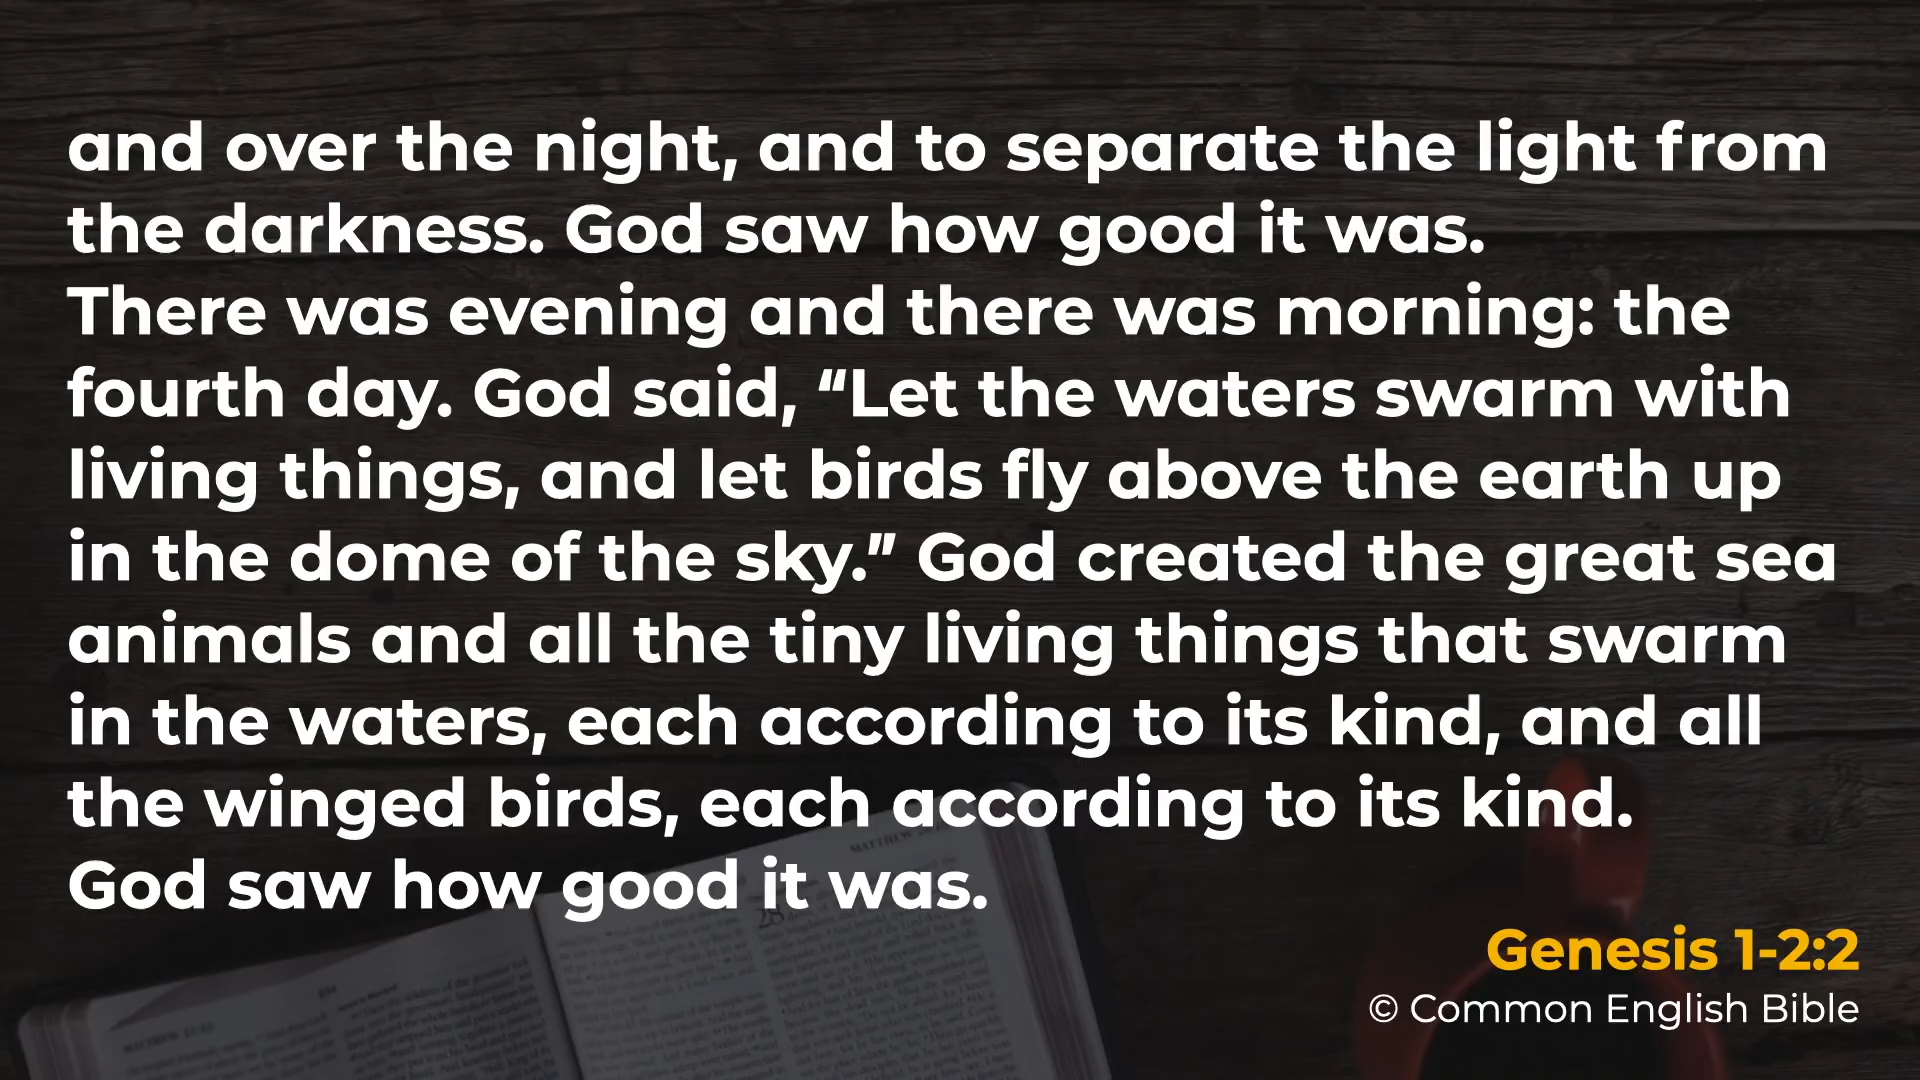 and over the night, and to separate the light from
the darkness. God saw how good it was.
There was evening and there was morning: the
fourth day. God said, “Let the waters swarm with
living things, and let birds fly above the earth up
in the dome of the sky.” God created the great sea
animals and all the tiny living things that swarm
in the waters, each according to its kind, and all
the winged birds, each according to its kind.
God saw how good it was.
Genesis 1-2:2
© Common English Bible
MATTHEW
28